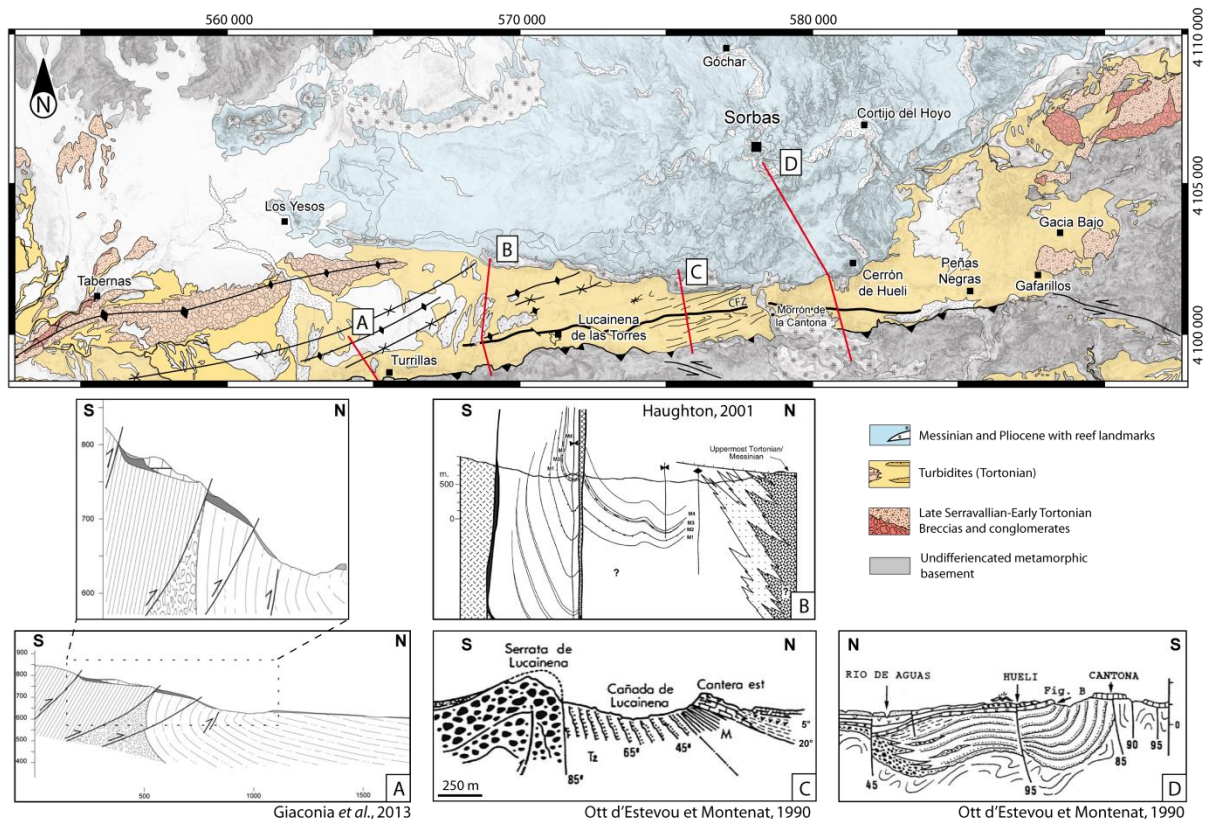 560 000
570 000
580 000
4 110 000
4 105 000
4 100 000
N
Góchar
Sorbas
Cortijo del Hoyo
D
Los Yesos
B
Gacia Bajo
Tabernas
C
Cerrón
de Hueli
Peñas
Negras
Gafarillos
A
CFZ
Morrón de
la Cantona
Lucainena
de las Torres
Turrillas
S
N
800
700
600
S
N
900
800
700
600
500
400
500
1000
1500
A
Giaconia et al., 2013
S
Haughton, 2001
N
Uppermost Tortonian/
Messinian
m.
500
0
M4
M3
M2
M1
?
?
B
Messinian and Pliocene with reef landmarks
Turbidites (Tortonian)
Late Serravallian-Early Tortonian
Breccias and conglomerates
Undifferencated metamorphic
basement
S
N
Serrata de
Lucainena
Cañada de
Lucainena
Cantera est
5°
20°
M
45°
65°
85°
250 m
C
Ott d'Estevou et Montenat, 1990
N
S
RIO DE AGUAS
HUELI
Fig. B
CANTONA
0
45
95
85
90
95
D
Ott d'Estevou et Montenat, 1990